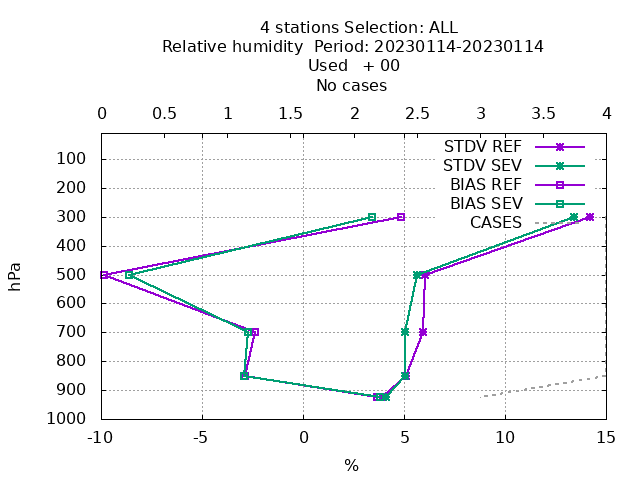 4 stations Selection: ALL
Relative humidity  Period: 20230114-20230114
Used   + 00
No cases
0 0.5 1 1.5 2 2.5 3 3.5 4
STDV REF
STDV SEV
BIAS REF
BIAS SEV
CASES
100
200
300
400
500
600
700
800
900
1000
hPa
-10 -5 0 5 10 15
%